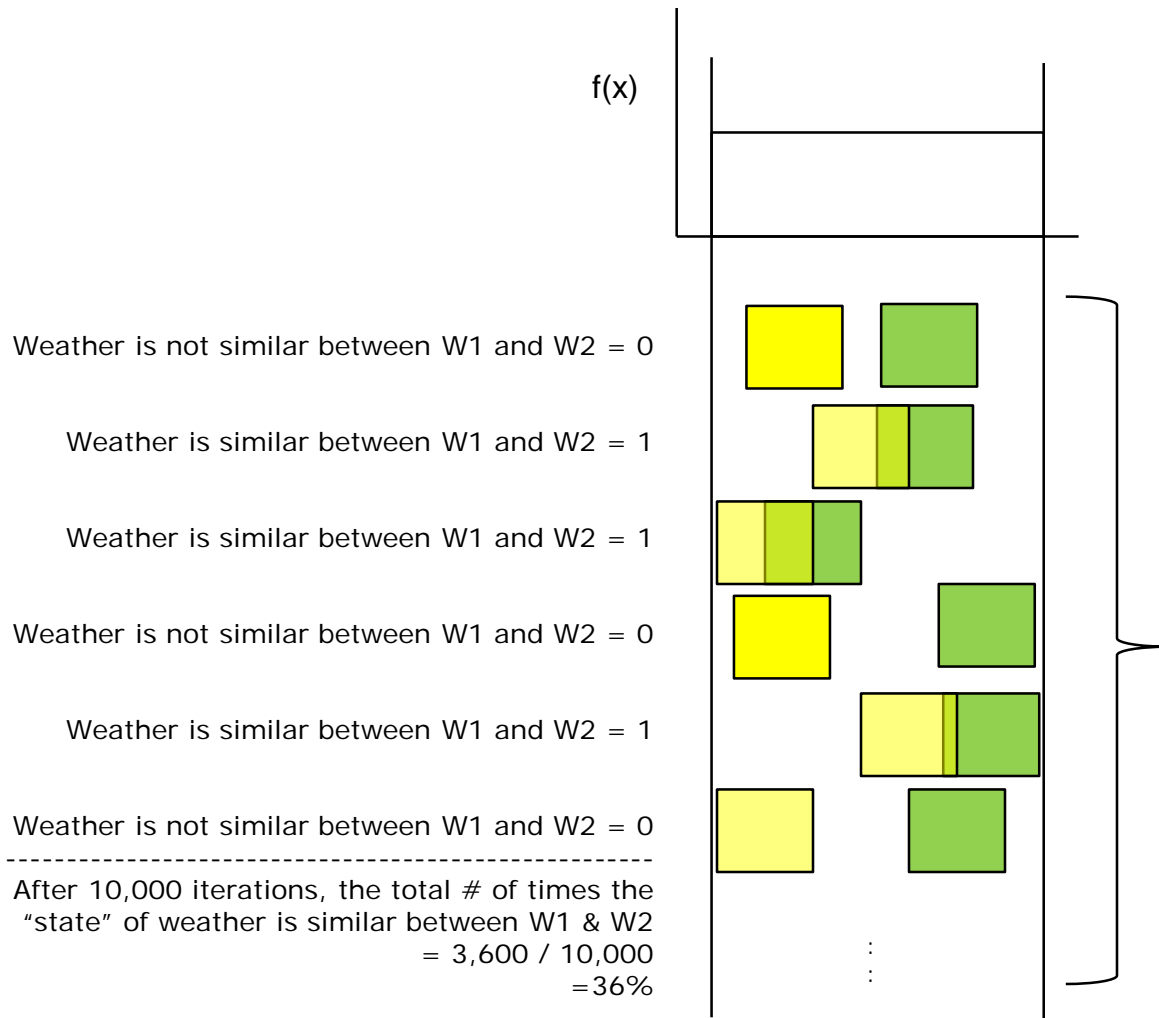 f(x)
Weather is not similar between W1 and W2 = 0
Weather is similar between W1 and W2 = 1
Weather is similar between W1 and W2 = 1
Weather is not similar between W1 and W2 = 0
Weather is similar between W1 and W2 = 1
Weather is not similar between W1 and W2 = 0
-----------------------------------------------------
After 10,000 iterations, the total # of times the
“state” of weather is similar between W1 & W2
= 3,600 / 10,000
=36%
:
: